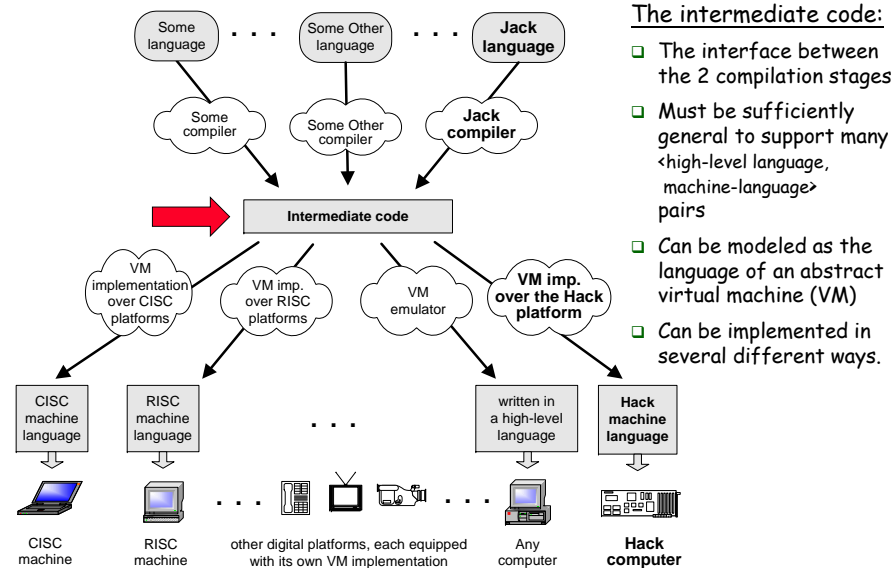 Some
language
. . .
Some Other
language
. . .
Jack
language
Some
compiler
Some Other
compiler
Jack
compiler
Intermediate code
VM
implementation
over CISC
platforms
VM imp.
over RISC
platforms
VM
emulator
VM imp.
over the Hack
platform
CISC
machine
language
RISC
machine
language
. . .
written in
a high-level
language
Hack
machine
language
. . .
. . .
CISC
machine
RISC
machine
other digital platforms, each equipped
with its own VM implementation
Any
computer
Hack
computer
The intermediate code:
❑ The interface between
the 2 compilation stages
❑ Must be sufficiently
general to support many
<high-level language,
machine-language>
pairs
❑ Can be modeled as the
language of an abstract
virtual machine (VM)
❑ Can be implemented in
several different ways.